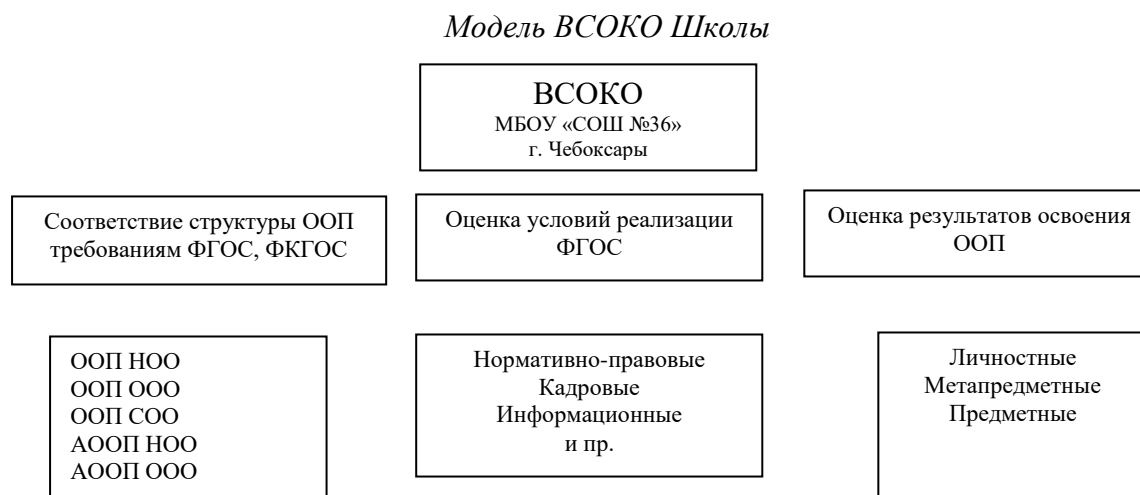 Модель ВСОКО Школы
ВСОКО
МБОУ «СОШ №36»
г. Чебоксары
Соответствие структуры ООП
требованиям ФГОС, ФКГОС
Оценка условий реализации
ФГОС
Оценка результатов освоения
ООП
ООП НОО
ООП ООО
ООП СОО
АООП НОО
АООП ООО
Нормативно-правовые
Кадровые
Информационные
и пр.
Личностные
Метапредметные
Предметные